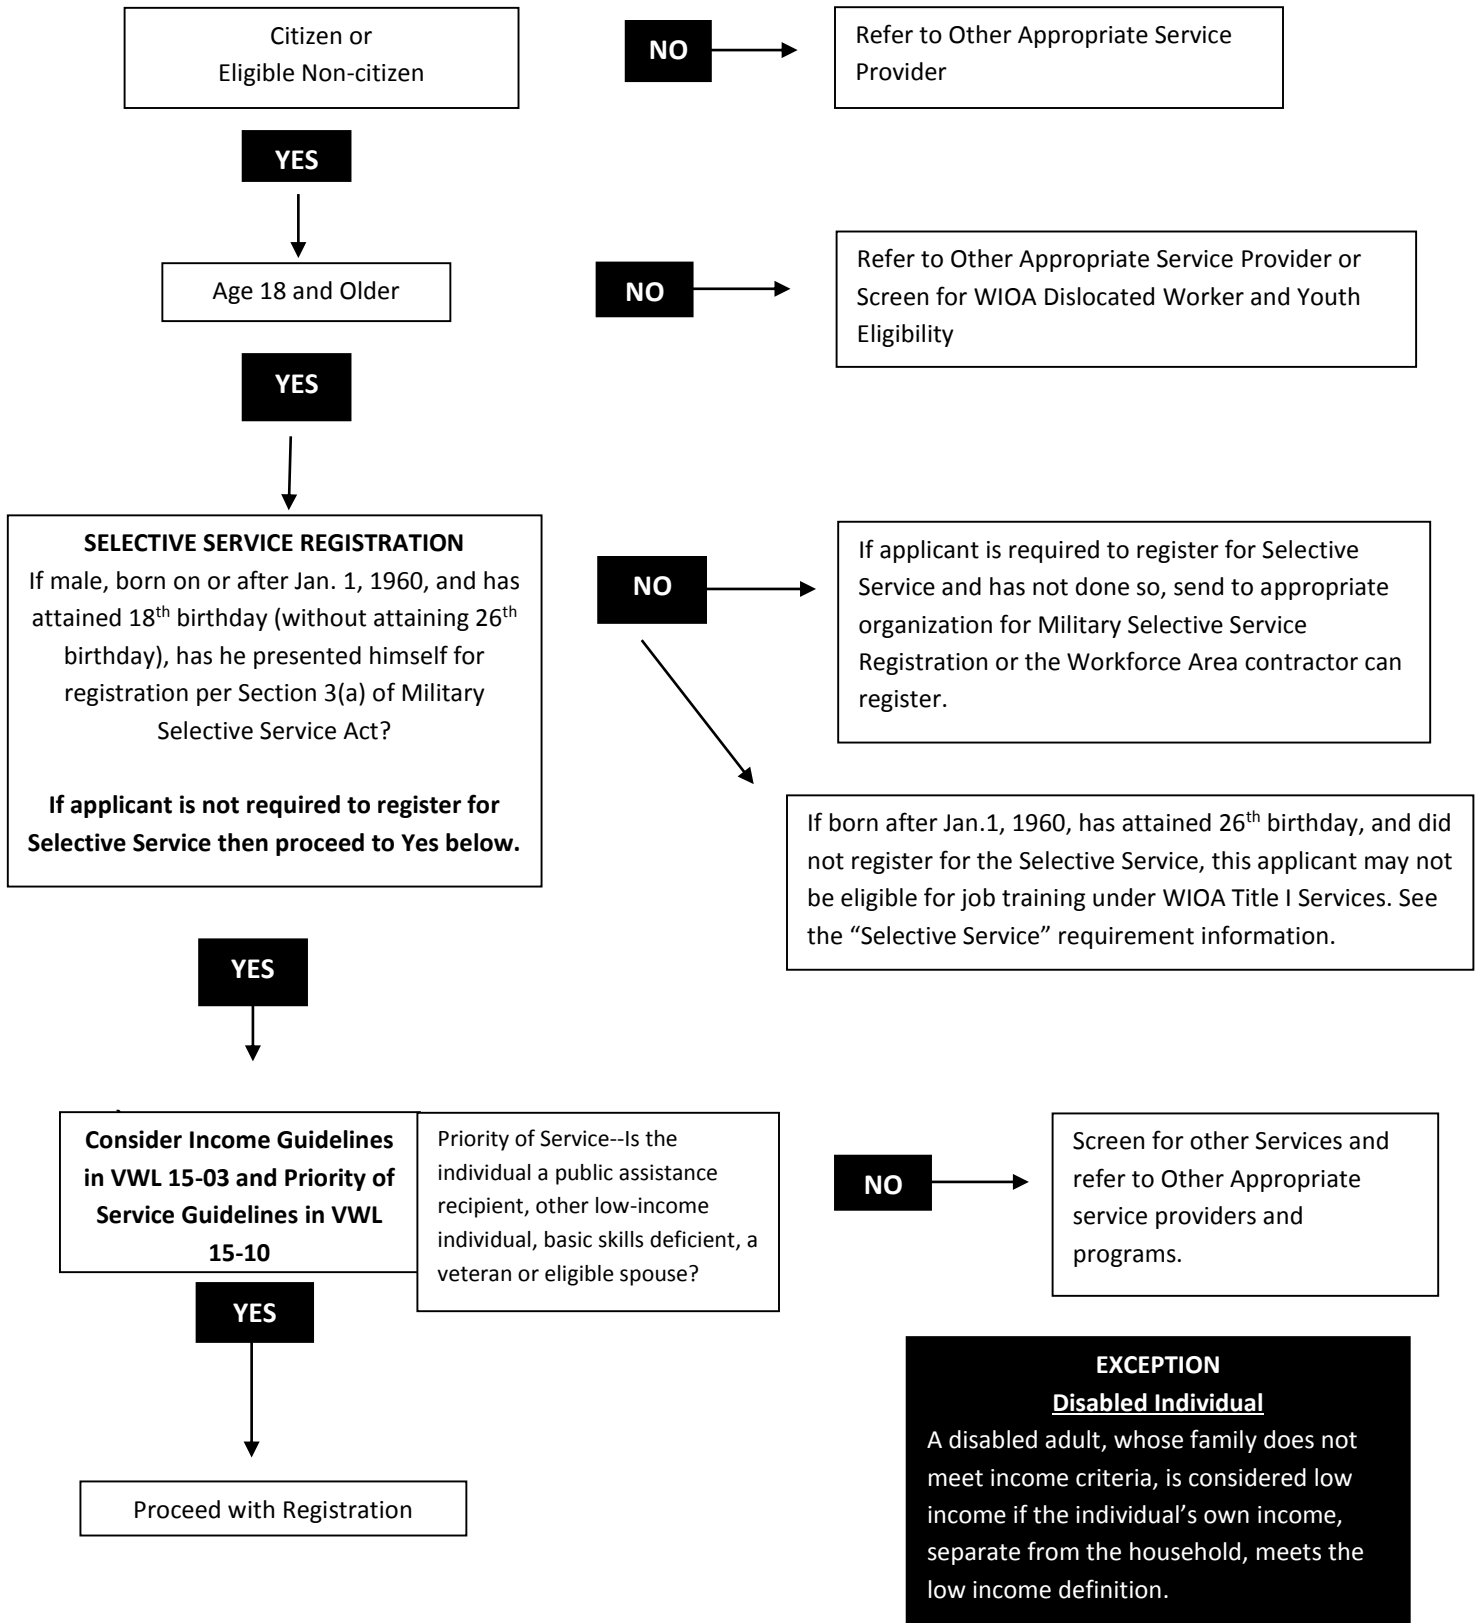 Citizen or
Eligible Non-citizen
NO
Refer to Other Appropriate Service
Provider
YES
Age 18 and Older
NO
Refer to Other Appropriate Service Provider or
Screen for WIOA Dislocated Worker and Youth
Eligibility
YES
SELECTIVE SERVICE REGISTRATION
If male, born on or after Jan. 1, 1960, and has
attained 18th birthday (without attaining 26th
birthday), has he presented himself for
registration per Section 3(a) of Military
Selective Service Act?
If applicant is not required to register for
Selective Service then proceed to Yes below.
NO
If applicant is required to register for Selective
Service and has not done so, send to appropriate
organization for Military Selective Service
Registration or the Workforce Area contractor can
register.
If born after Jan.1, 1960, has attained 26th birthday, and did
not register for the Selective Service, this applicant may not
be eligible for job training under WIOA Title I Services. See
the “Selective Service” requirement information.
YES
Consider Income Guidelines
in VWL 15-03 and Priority of
Service Guidelines in VWL
15-10
Priority of Service--Is the
individual a public assistance
recipient, other low-income
individual, basic skills deficient, a
veteran or eligible spouse?
NO
Screen for other Services and
refer to Other Appropriate
service providers and
programs.
YES
Proceed with Registration
EXCEPTION
Disabled Individual
A disabled adult, whose family does not
meet income criteria, is considered low
income if the individual’s own income,
separate from the household, meets the
low income definition.